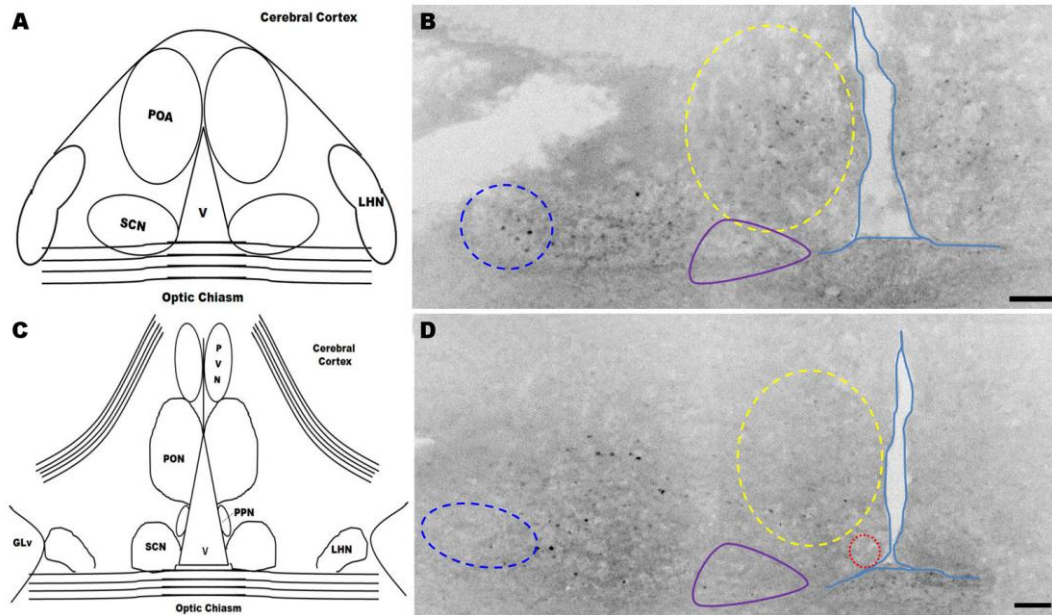 A
Cerebral Cortex
POA
LHN
SCN
V
Optic Chiasm
B
C
P
V
N
Cerebral
Cortex
PON
PPN
GLv
SCN
V
LHN
Optic Chiasm
D